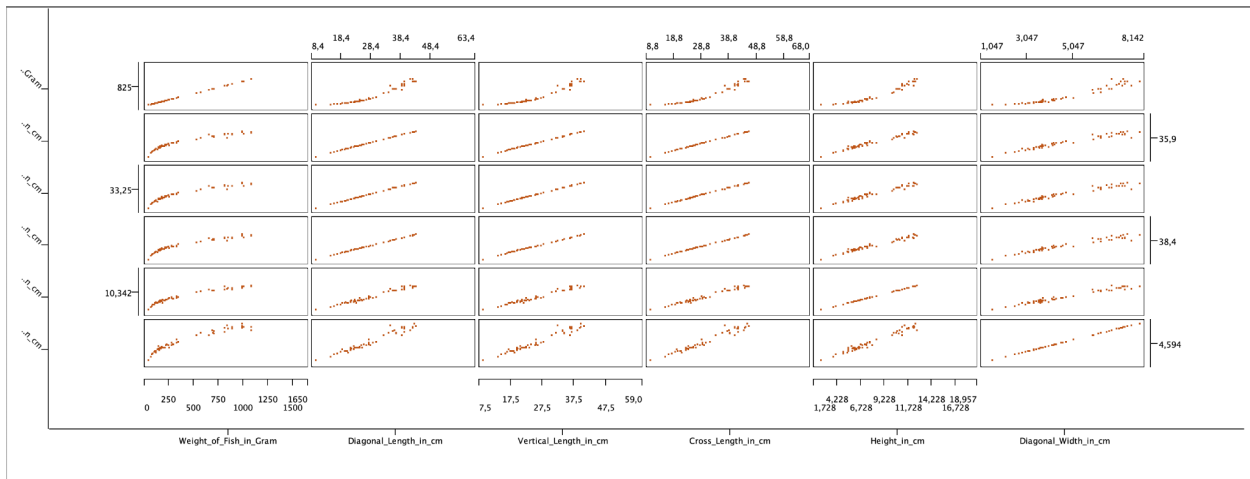 18,4 38,4 63,4
8,4 28,4 48,4
18,8 38,8 58,8
8,8 28,8 48,8 68,0
3,047 8,142
1,047 5,047
..Gram
825
..n_cm
35,9
..n_cm
33,25
..n_cm
38,4
..n_cm
10,342
..n_cm
4,594
250 750 1250 1650
0 500 1000 1500
17,5 37,5 59,0
7,5 27,5 47,5
4,228 9,228 14,228 18,957
1,728 6,728 11,728 16,728
Weight_of_Fish_in_Gram
Diagonal_Length_in_cm
Vertical_Length_in_cm
Cross_Length_in_cm
Height_in_cm
Diagonal_Width_in_cm